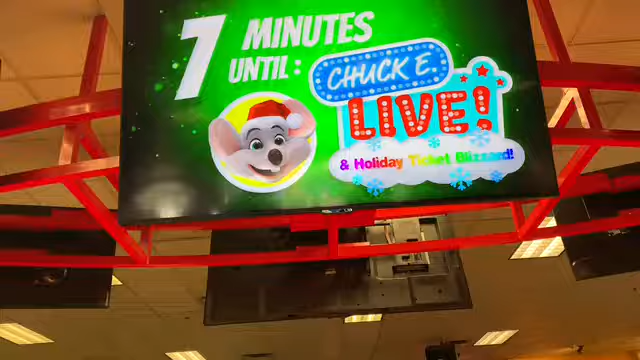 7 MINUTES
UNTIL:
CHUCK E.
LIVE!
& Holiday Ticket Blizzard!